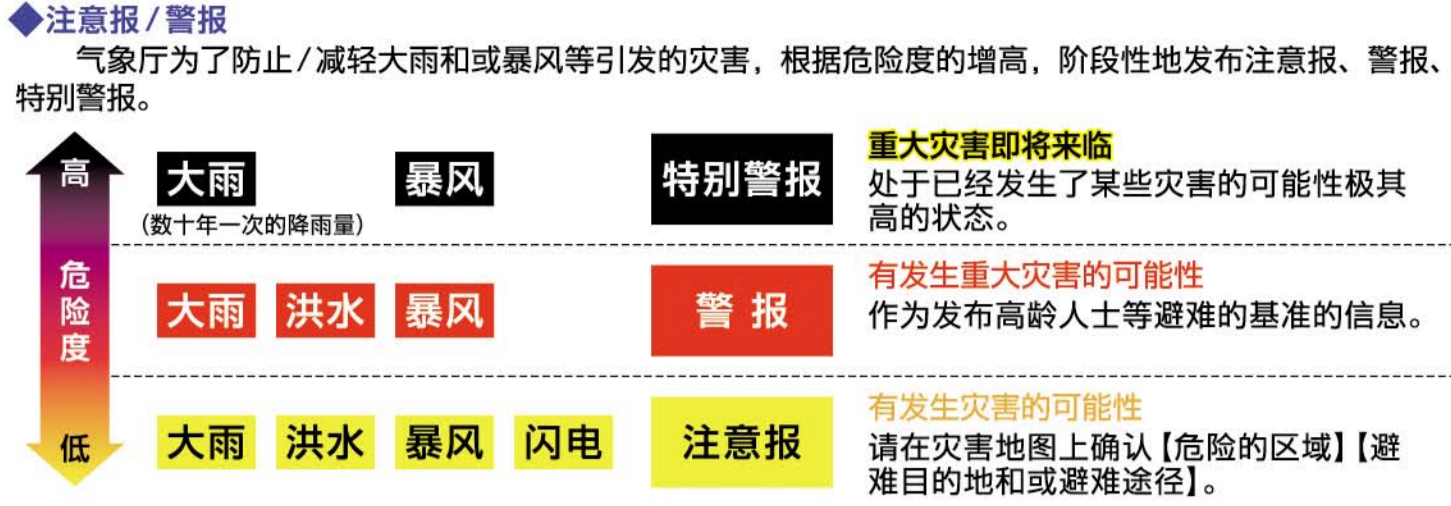 ◆注意报/警报
气象厅为了防止/减轻大雨和或暴风等引发的灾害，根据危险度的增高，阶段性地发布注意报、警报、
特别警报。
高
危险度
低
大雨 暴风 特别警报
(数十年一次的降雨量)
重大灾害即将来临
处于已经发生了某些灾害的可能性极其
高的状态。
大雨 洪水 暴风 警报
有发生重大灾害的可能性
作为发布高龄人士等避难的基准的信息。
大雨 洪水 暴风 闪电 注意报
有发生灾害的可能性
请在灾害地图上确认【危险的区域】【避
难目的地和或避难途径】。